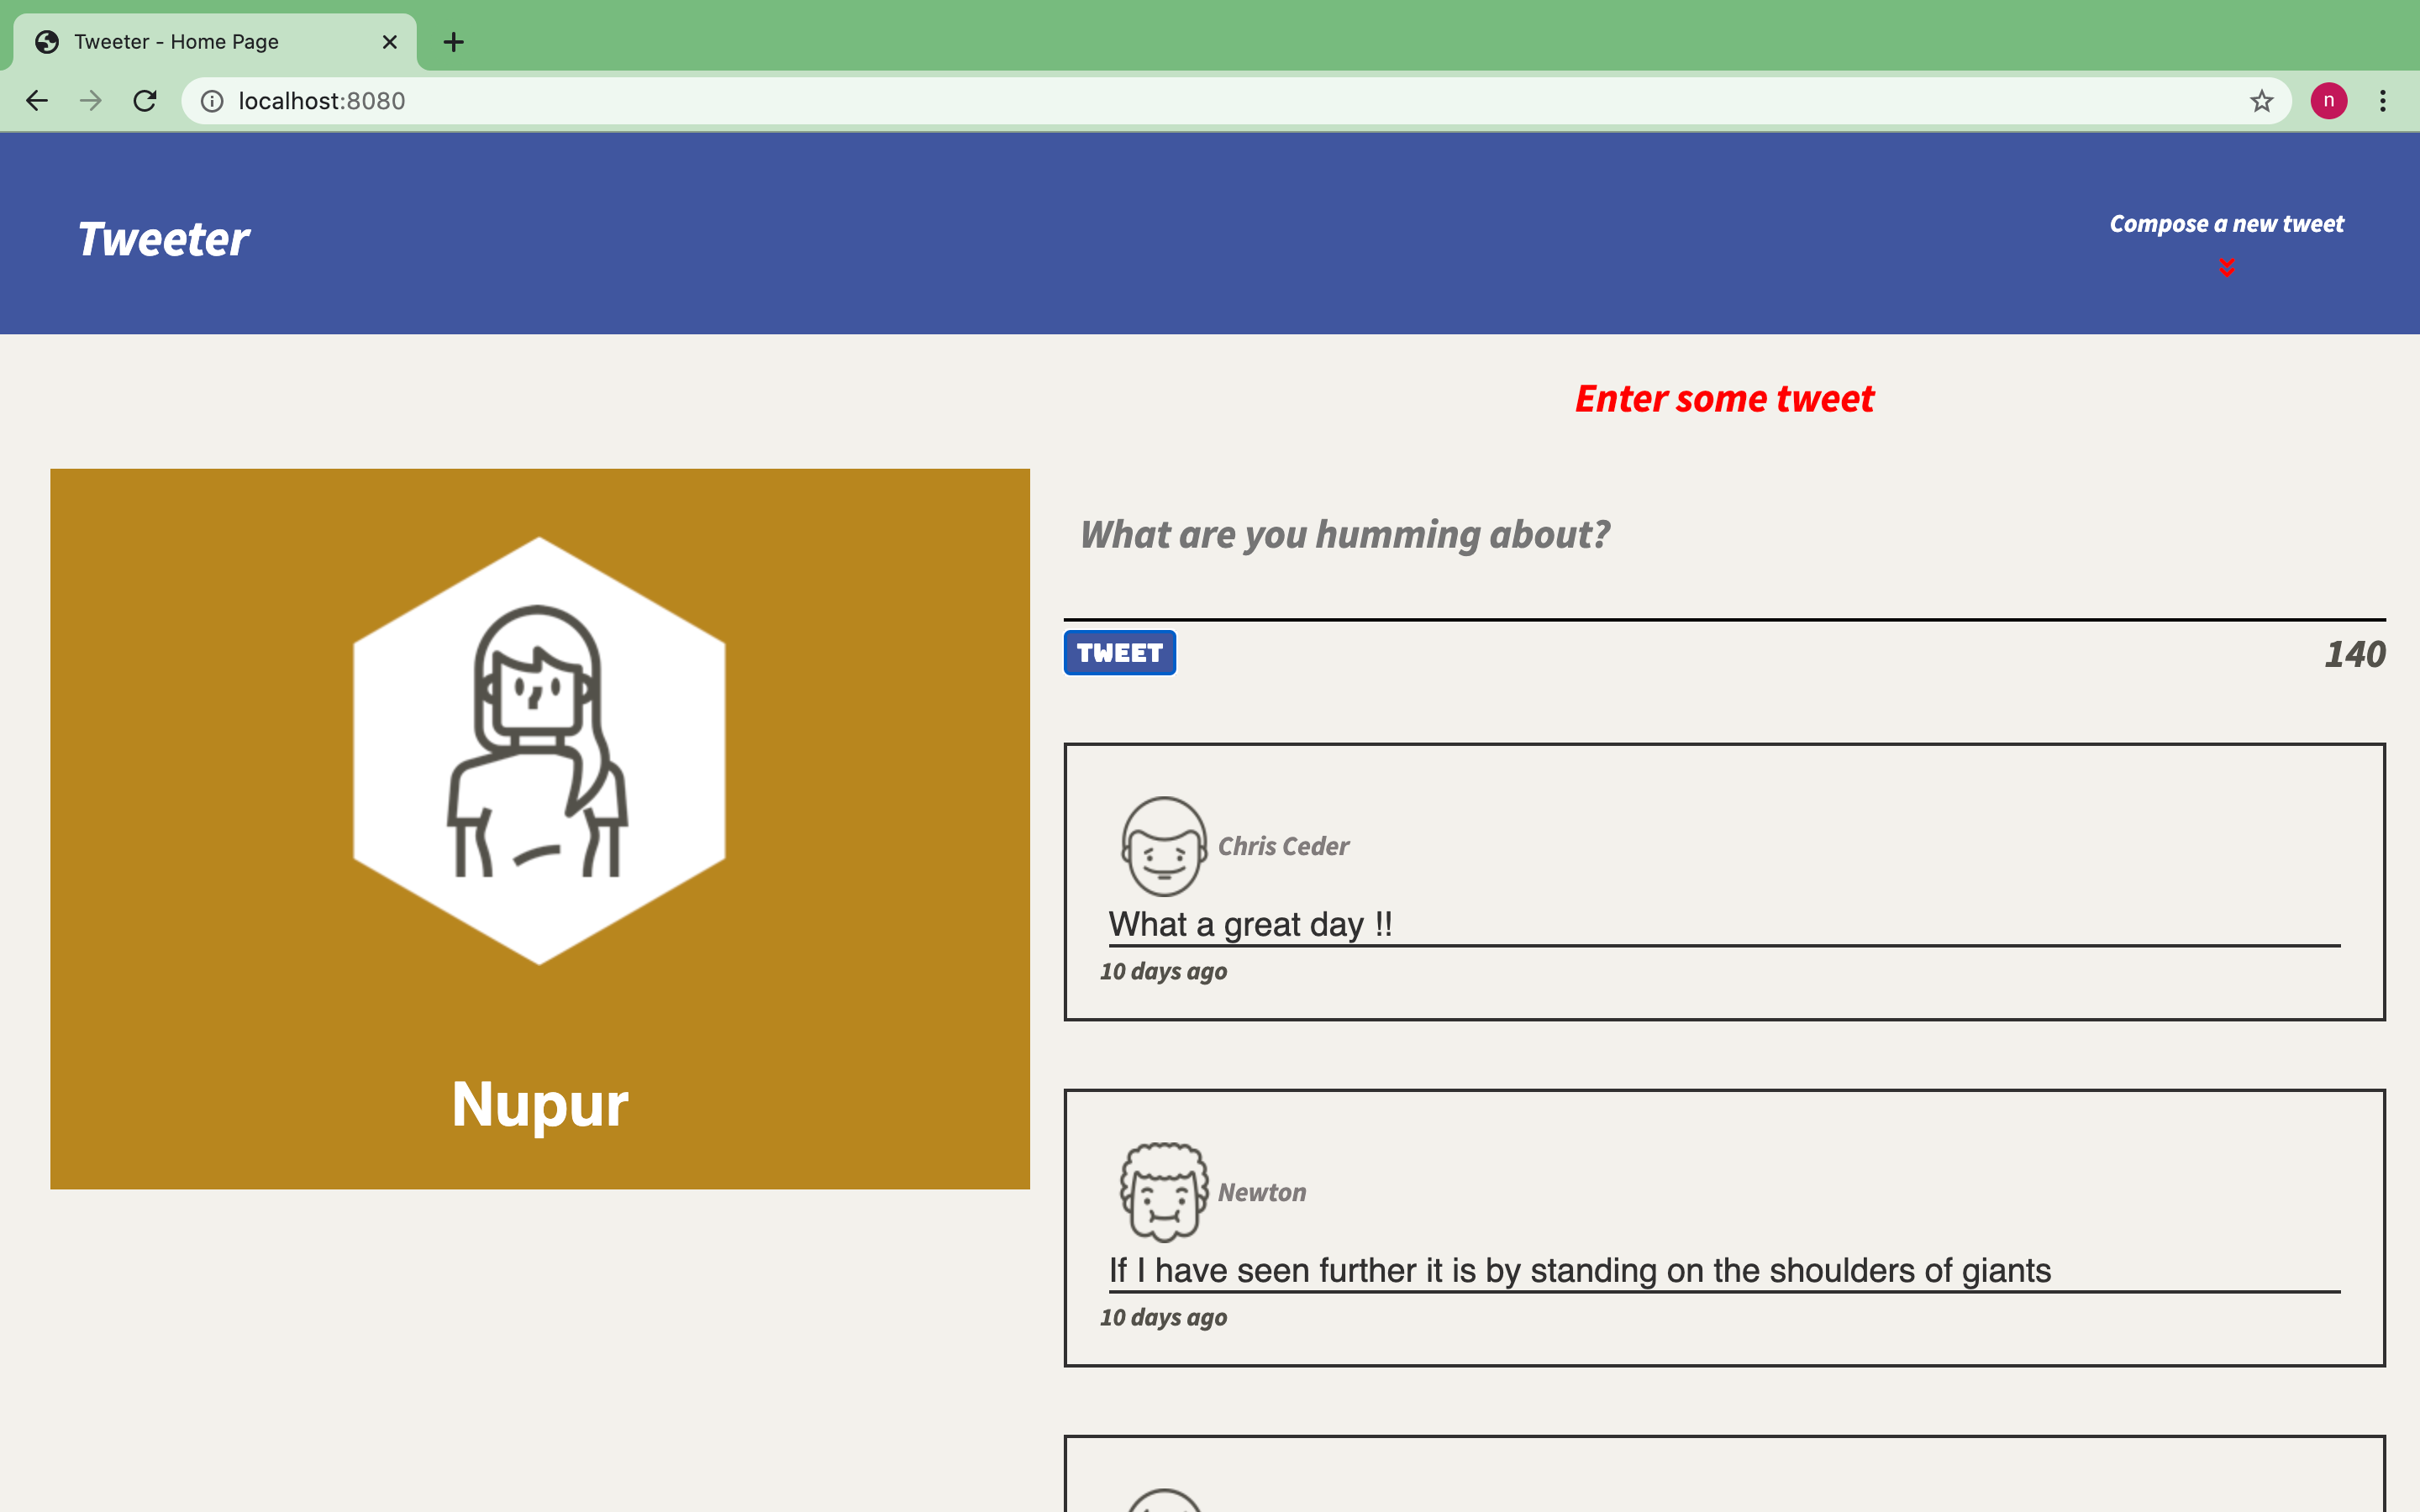 Tweeter - Home Page
localhost:8080
n
Tweeter
Compose a new tweet
Enter some tweet
What are you humming about?
TWEET
140
Nupur
Chris Ceder
What a great day !!
10 days ago
Newton
If I have seen further it is by standing on the shoulders of giants
10 days ago